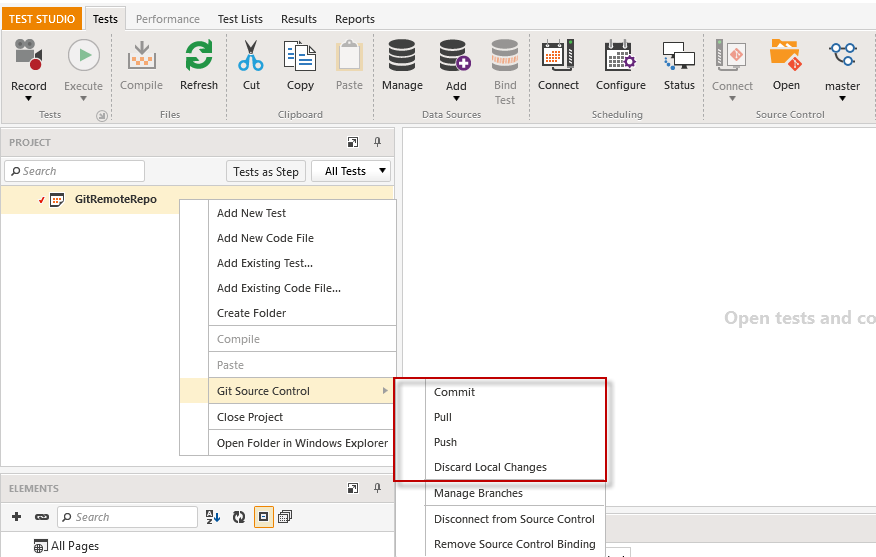 TEST STUDIO Tests Performance Test Lists Results Reports
Record Execute Compile Refresh Cut Copy Paste Manage Add Bind Test Connect Configure Status Connect Open master
Tests Files Clipboard Data Sources Scheduling Source Control
PROJECT
Search Tests as Step All Tests
GitRemoteRepo
Add New Test
Add New Code File
Add Existing Test...
Add Existing Code File...
Create Folder
Compile
Paste
Git Source Control
Close Project
Open Folder in Windows Explorer
Commit
Pull
Push
Discard Local Changes
Manage Branches
Disconnect from Source Control
Remove Source Control Binding
Open tests and co
ELEMENTS
Search
All Pages